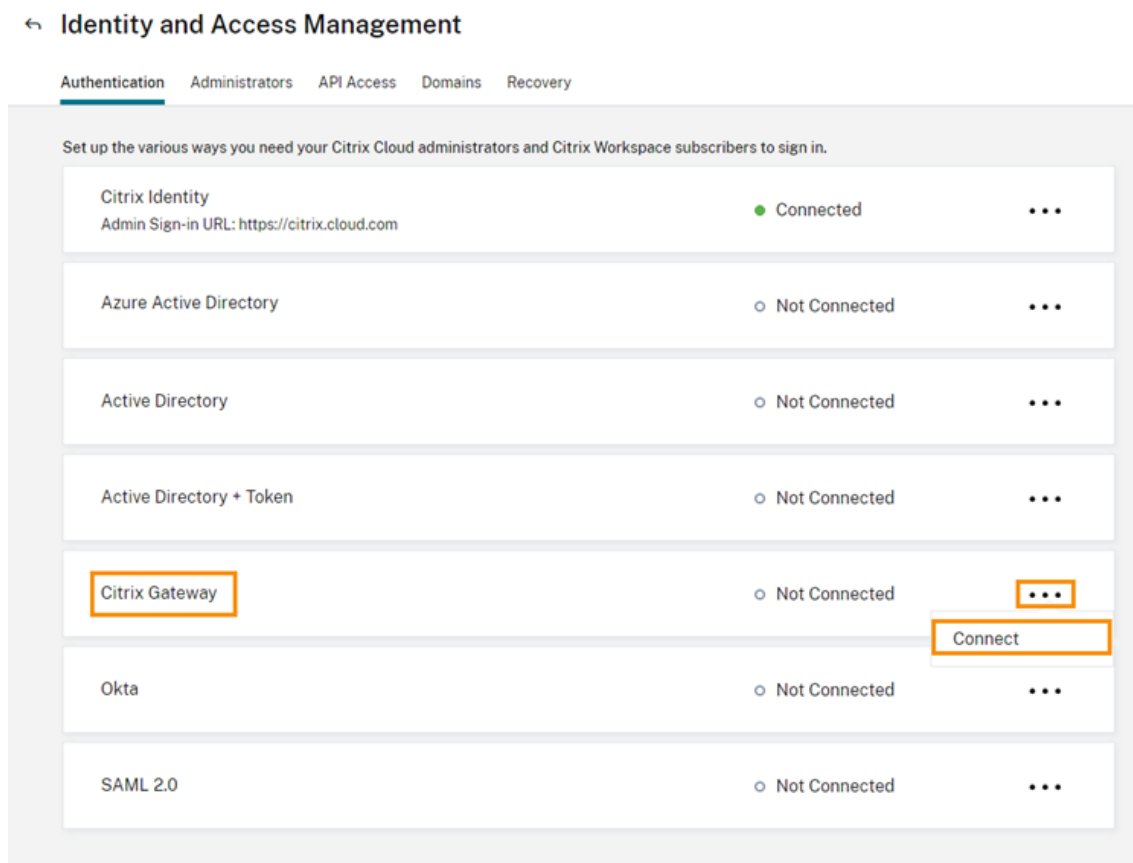 Identity and Access Management
Authentication Administrators API Access Domains Recovery
Set up the various ways you need your Citrix Cloud administrators and Citrix Workspace subscribers to sign in.
Citrix Identity
Admin Sign-in URL: https://citrix.cloud.com
Connected
Azure Active Directory
Not Connected
Active Directory
Not Connected
Active Directory + Token
Not Connected
Citrix Gateway
Not Connected
Connect
Okta
Not Connected
SAML 2.0
Not Connected